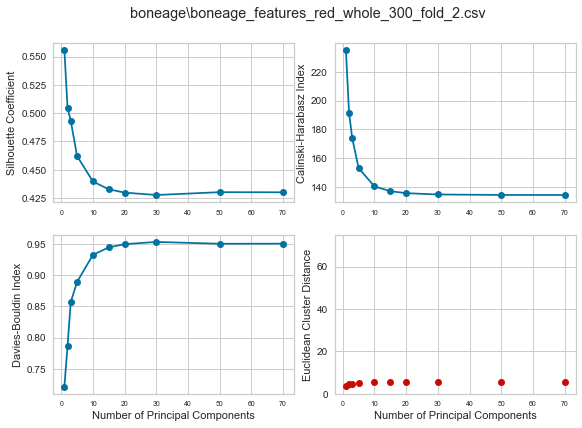 boneage\boneage_features_red_whole_300_fold_2.csv
Silhouette Coefficient
0.550
0.525
0.500
0.475
0.450
0.425
0 10 20 30 40 50 60 70
Calinski-Harabasz Index
220
200
180
160
140
0 10 20 30 40 50 60 70
Davies-Bouldin Index
0.95
0.90
0.85
0.80
0.75
0 10 20 30 40 50 60 70
Number of Principal Components
Euclidean Cluster Distance
60
40
20
0
0 10 20 30 40 50 60 70
Number of Principal Components